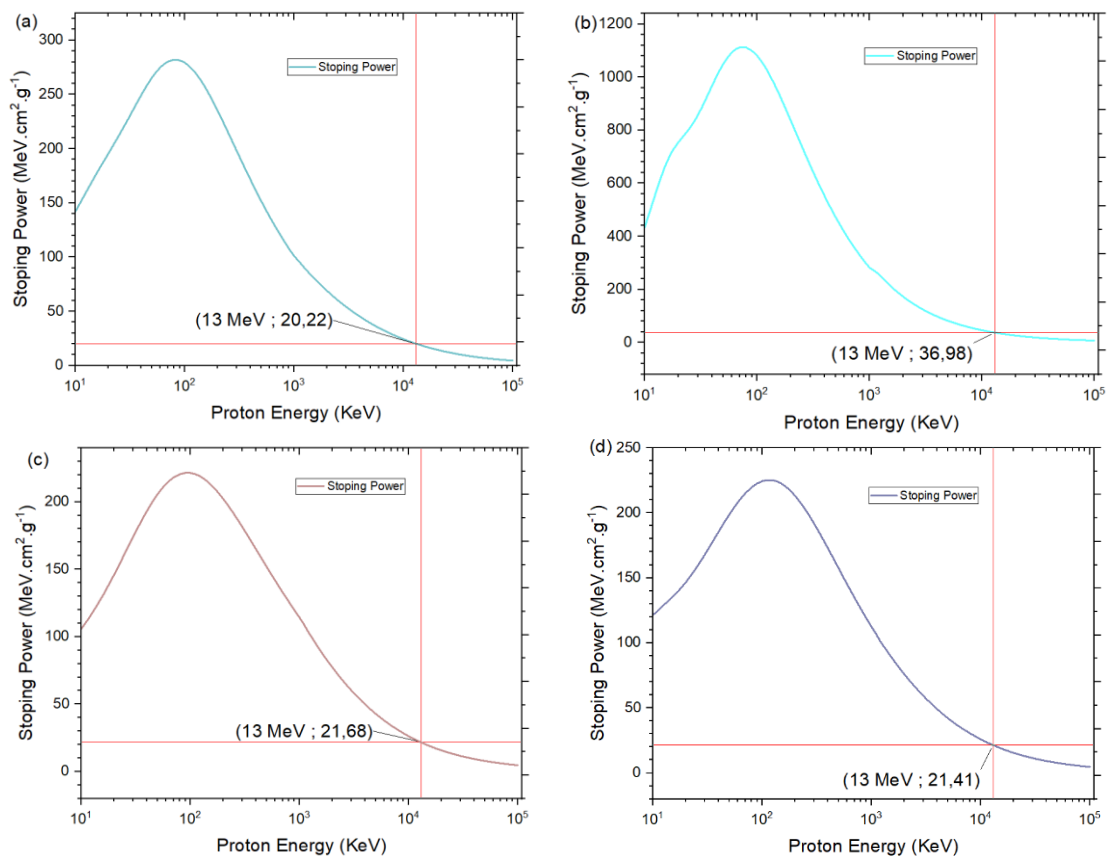 (a)
300
250
200
150
100
50
0
Stoping Power (MeV.cm².g⁻¹)
Stoping Power
(13 MeV ; 20,22)
10¹ 10² 10³ 10⁴ 10⁵
Proton Energy (KeV)
(b)
1200
1000
800
600
400
200
0
Stoping Power (MeV.cm².g⁻¹)
Stoping Power
(13 MeV ; 36,98)
10¹ 10² 10³ 10⁴ 10⁵
Proton Energy (KeV)
(c)
200
150
100
50
0
Stoping Power (MeV.cm².g⁻¹)
Stoping Power
(13 MeV ; 21,68)
10¹ 10² 10³ 10⁴ 10⁵
Proton Energy (KeV)
(d)
250
200
150
100
50
0
Stoping Power (MeV.cm².g⁻¹)
Stoping Power
(13 MeV ; 21,41)
10¹ 10² 10³ 10⁴ 10⁵
Proton Energy (KeV)